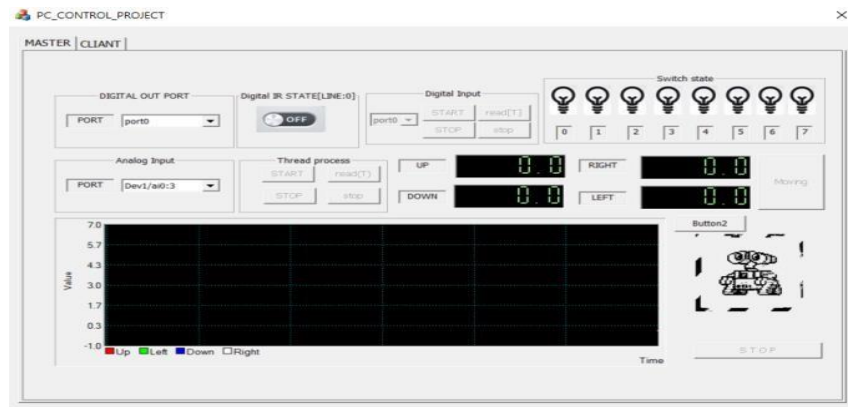 PC_CONTROL_PROJECT
MASTER CLIANT
DIGITAL OUT PORT
PORT port0
Digital IR STATE[LINE:0]
OFF
Digital Input
port0 START read[T]
STOP stop
Switch state
0 1 2 3 4 5 6 7
Analog Input
PORT Dev1/ai0:3
Thread process
START read(T)
STOP stop
UP 0.0 RIGHT 0.0
DOWN 0.0 LEFT 0.0
Moving
Button2
7.0
5.7
4.3
3.0
1.7
0.3
-1.0
Value
Up Left Down Right
Time
STOP